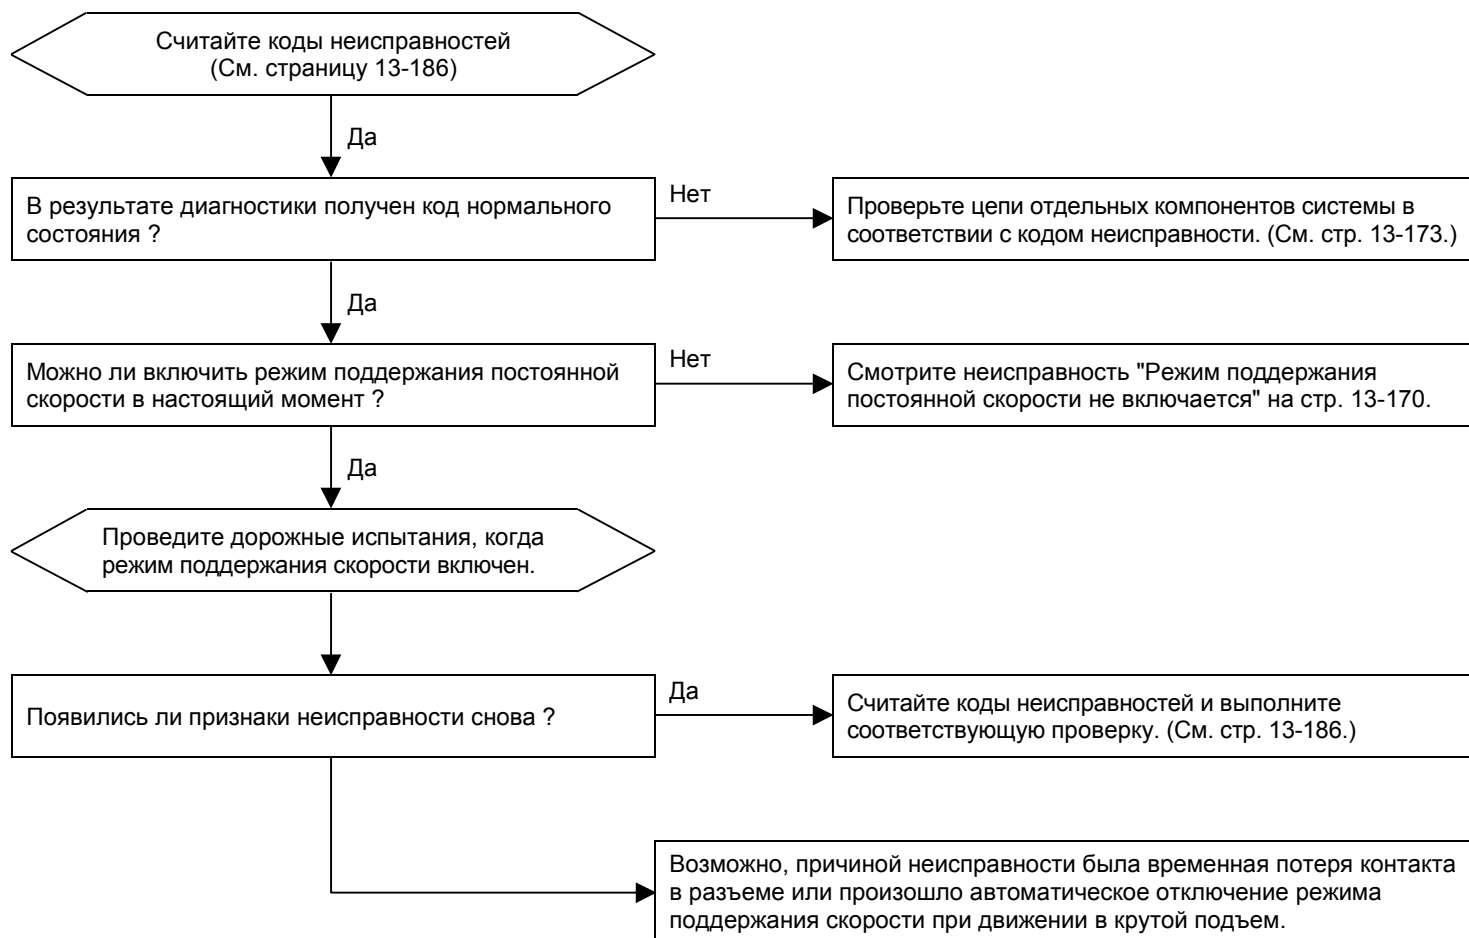 Считайте коды неисправностей
(См. страницу 13-186)
Да
В результате диагностики получен код нормального
состояния ?
Нет
Проверьте цепи отдельных компонентов системы в
соответствии с кодом неисправности. (См. стр. 13-173.)
Да
Можно ли включить режим поддержания постоянной
скорости в настоящий момент ?
Нет
Смотрите неисправность "Режим поддержания
постоянной скорости не включается" на стр. 13-170.
Да
Проведите дорожные испытания, когда
режим поддержания скорости включен.
Появились ли признаки неисправности снова ?
Да
Считайте коды неисправностей и выполните
соответствующую проверку. (См. стр. 13-186.)
Возможно, причиной неисправности была временная потеря контакта
в разъеме или произошло автоматическое отключение режима
поддержания скорости при движении в крутой подъем.